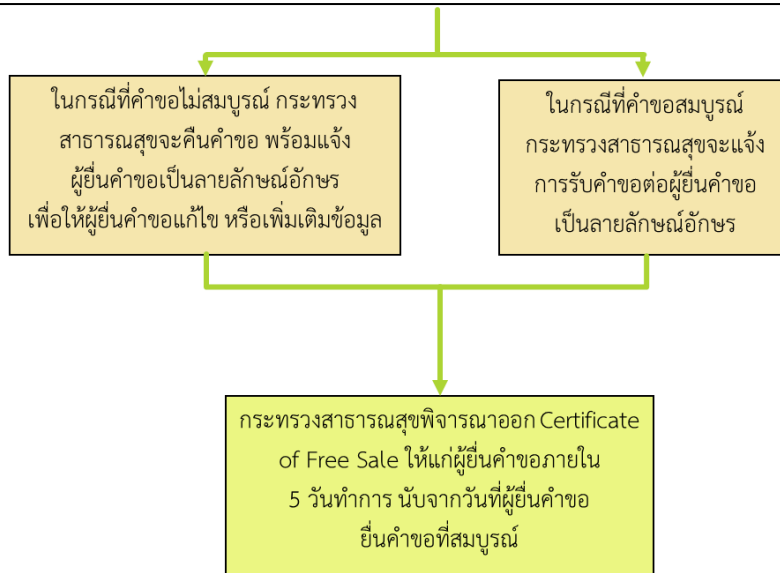 ในกรณีที่คำขอไม่สมบูรณ์ กระทรวง
สาธารณสุขจะคืนคำขอ พร้อมแจ้ง
ผู้ยื่นคำขอเป็นลายลักษณ์อักษร
เพื่อให้ผู้ยื่นคำขอแก้ไข หรือเพิ่มเติมข้อมูล
ในกรณีที่คำขอสมบูรณ์
กระทรวงสาธารณสุขจะแจ้ง
การรับคำขอต่อผู้ยื่นคำขอ
เป็นลายลักษณ์อักษร
กระทรวงสาธารณสุขพิจารณาออก Certificate
of Free Sale ให้แก่ผู้ยื่นคำขอภายใน
5 วันทำการ นับจากวันที่ผู้ยื่นคำขอ
ยื่นคำขอที่สมบูรณ์